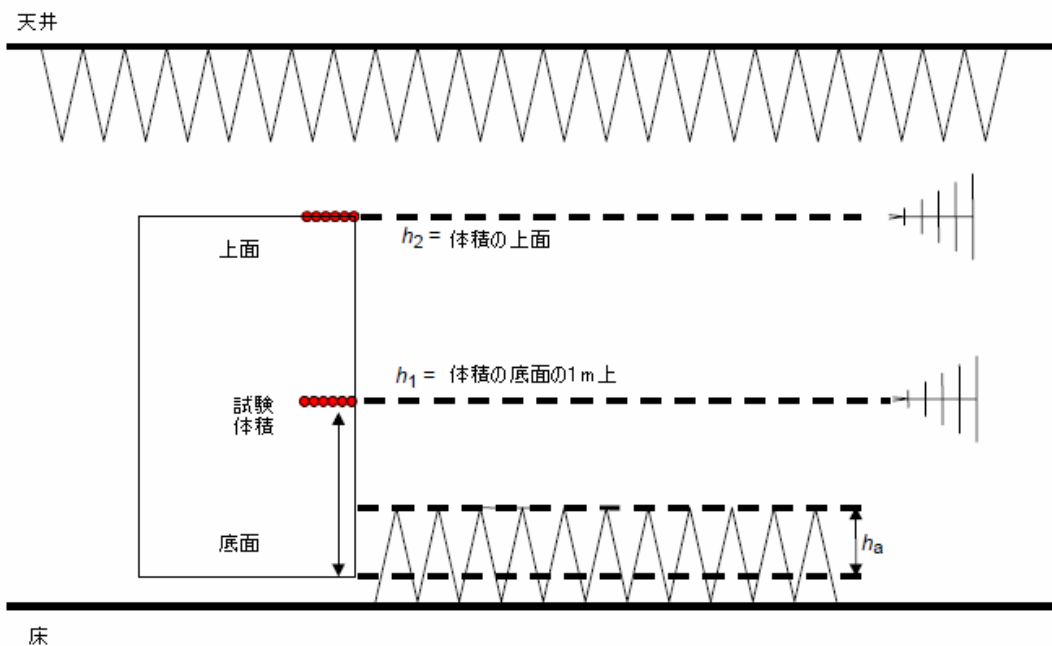 天井
上面
h₂ = 体積の上面
h₁ = 体積の底面の1m上
試験
体積
底面
hₐ
床